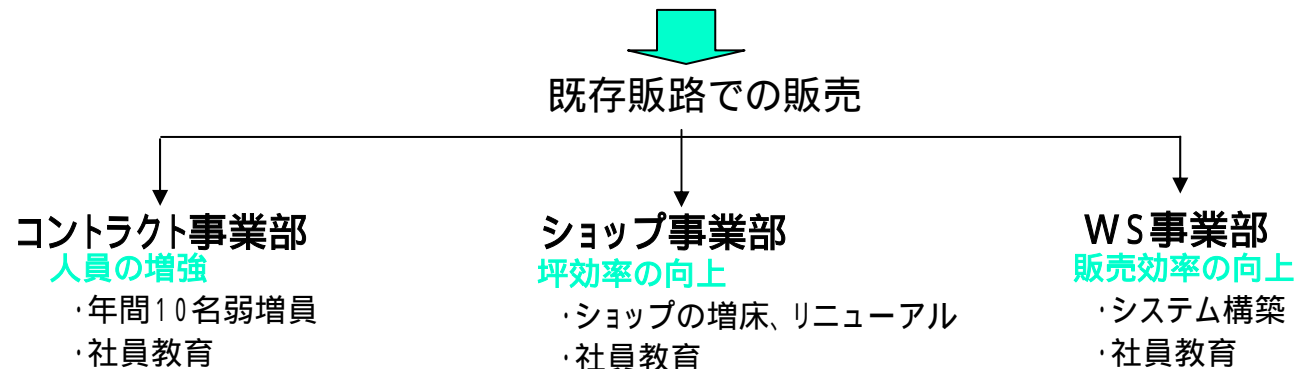 既存販路での販売
コントラクト事業部
人員の増強
・年間10名弱増員
・社員教育
ショップ事業部
坪効率の向上
・ショップの増床、リニューアル
・社員教育
WS事業部
販売効率の向上
・システム構築
・社員教育